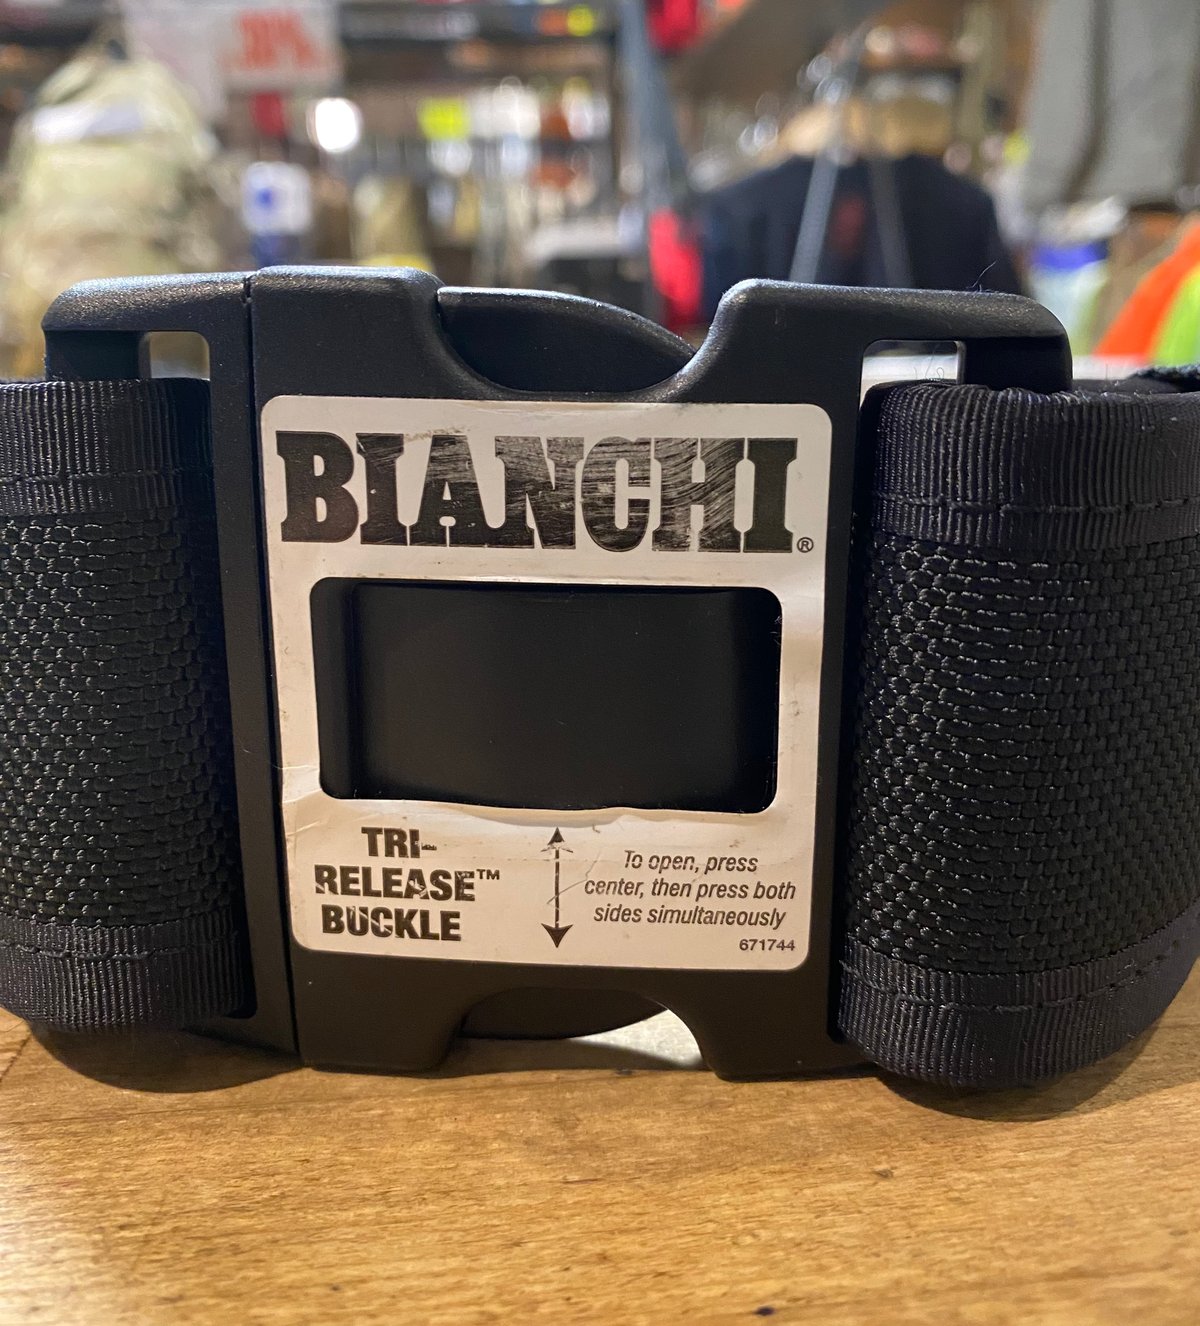 BIANCHI®
TRI-
RELEASE™
BUCKLE
To open, press
center, then press both
sides simultaneously
671744